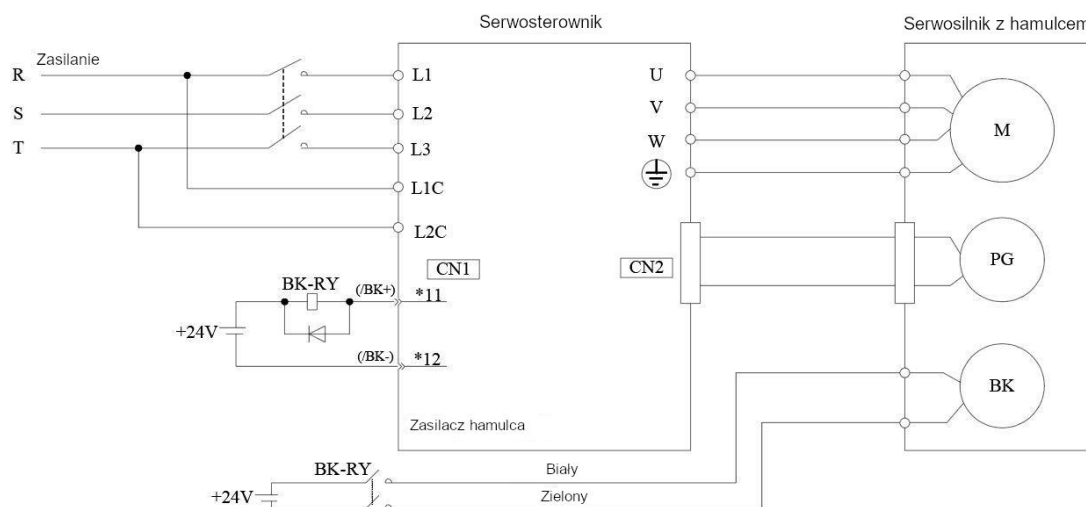 Serwosterownik
Serwosilnik z hamulcem
Zasilanie
R
L1
U
S
L2
V
M
T
L3
W
L1C
L2C
CN1
CN2
PG
BK-RY
(/BK+)
*11
+24V
(/BK-)
*12
BK
Zasilacz hamulca
BK-RY
Biały
+24V
Zielony